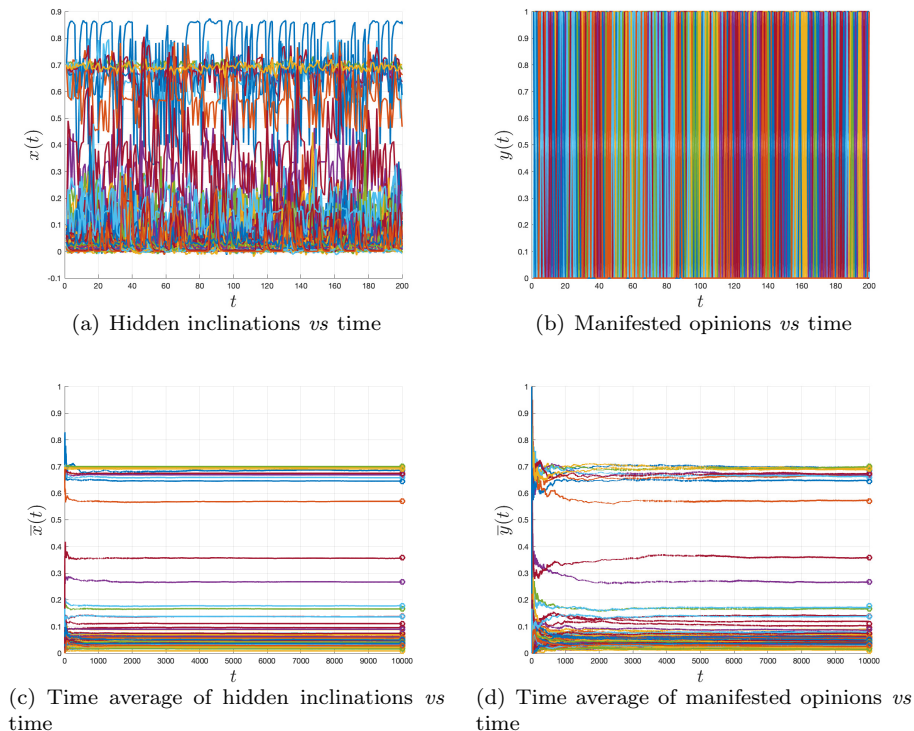 0.9
0.8
0.7
0.6
0.5
0.4
0.3
0.2
0.1
0
-0.1
x(t)
0 20 40 60 80 100 120 140 160 180 200
t
(a) Hidden inclinations vs time
1
0.9
0.8
0.7
0.6
0.5
0.4
0.3
0.2
0.1
0
y(t)
0 20 40 60 80 100 120 140 160 180 200
t
(b) Manifested opinions vs time
1
0.9
0.8
0.7
0.6
0.5
0.4
0.3
0.2
0.1
0
x̅(t)
0 1000 2000 3000 4000 5000 6000 7000 8000 9000 10000
t
(c) Time average of hidden inclinations vs
time
1
0.9
0.8
0.7
0.6
0.5
0.4
0.3
0.2
0.1
0
y̅(t)
0 1000 2000 3000 4000 5000 6000 7000 8000 9000 10000
t
(d) Time average of manifested opinions vs
time